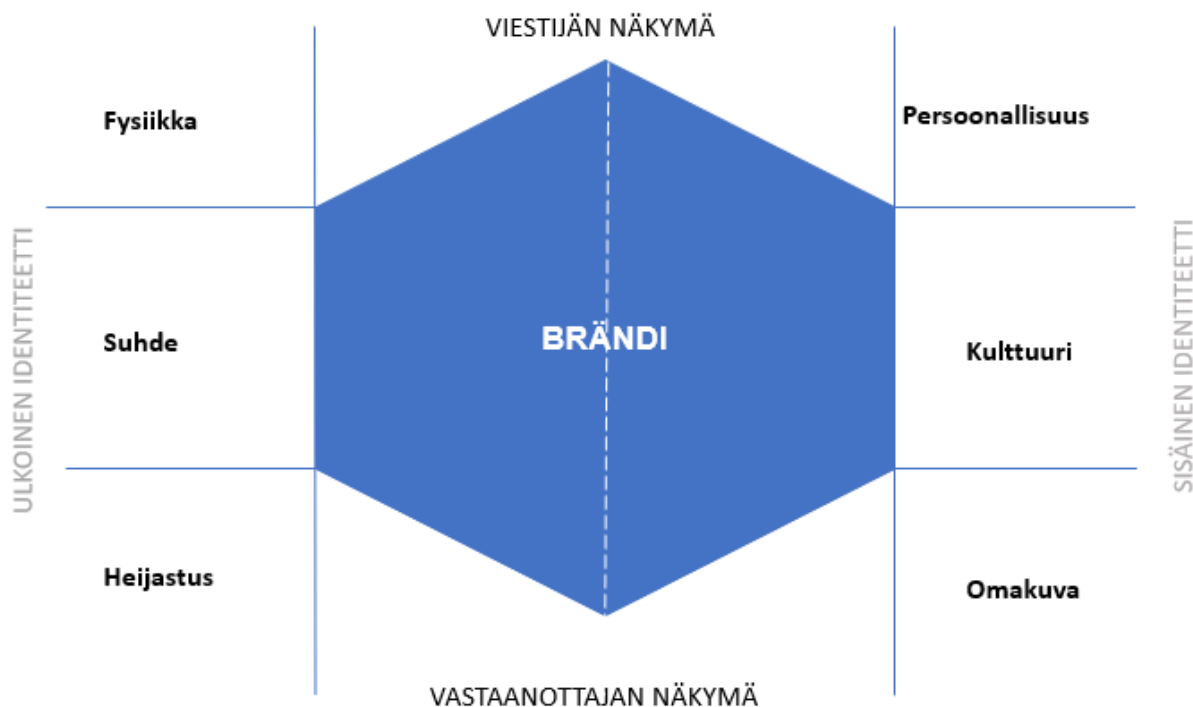 VIESTIJÄN NÄKYMÄ
Fysiikka
Persoonallisuus
ULKOINEN IDENTITEETTI
Suhde
BRÄNDI
Kulttuuri
SISÄINEN IDENTITEETTI
Heijastus
Omakuva
VASTAANOTTAJAN NÄKYMÄ